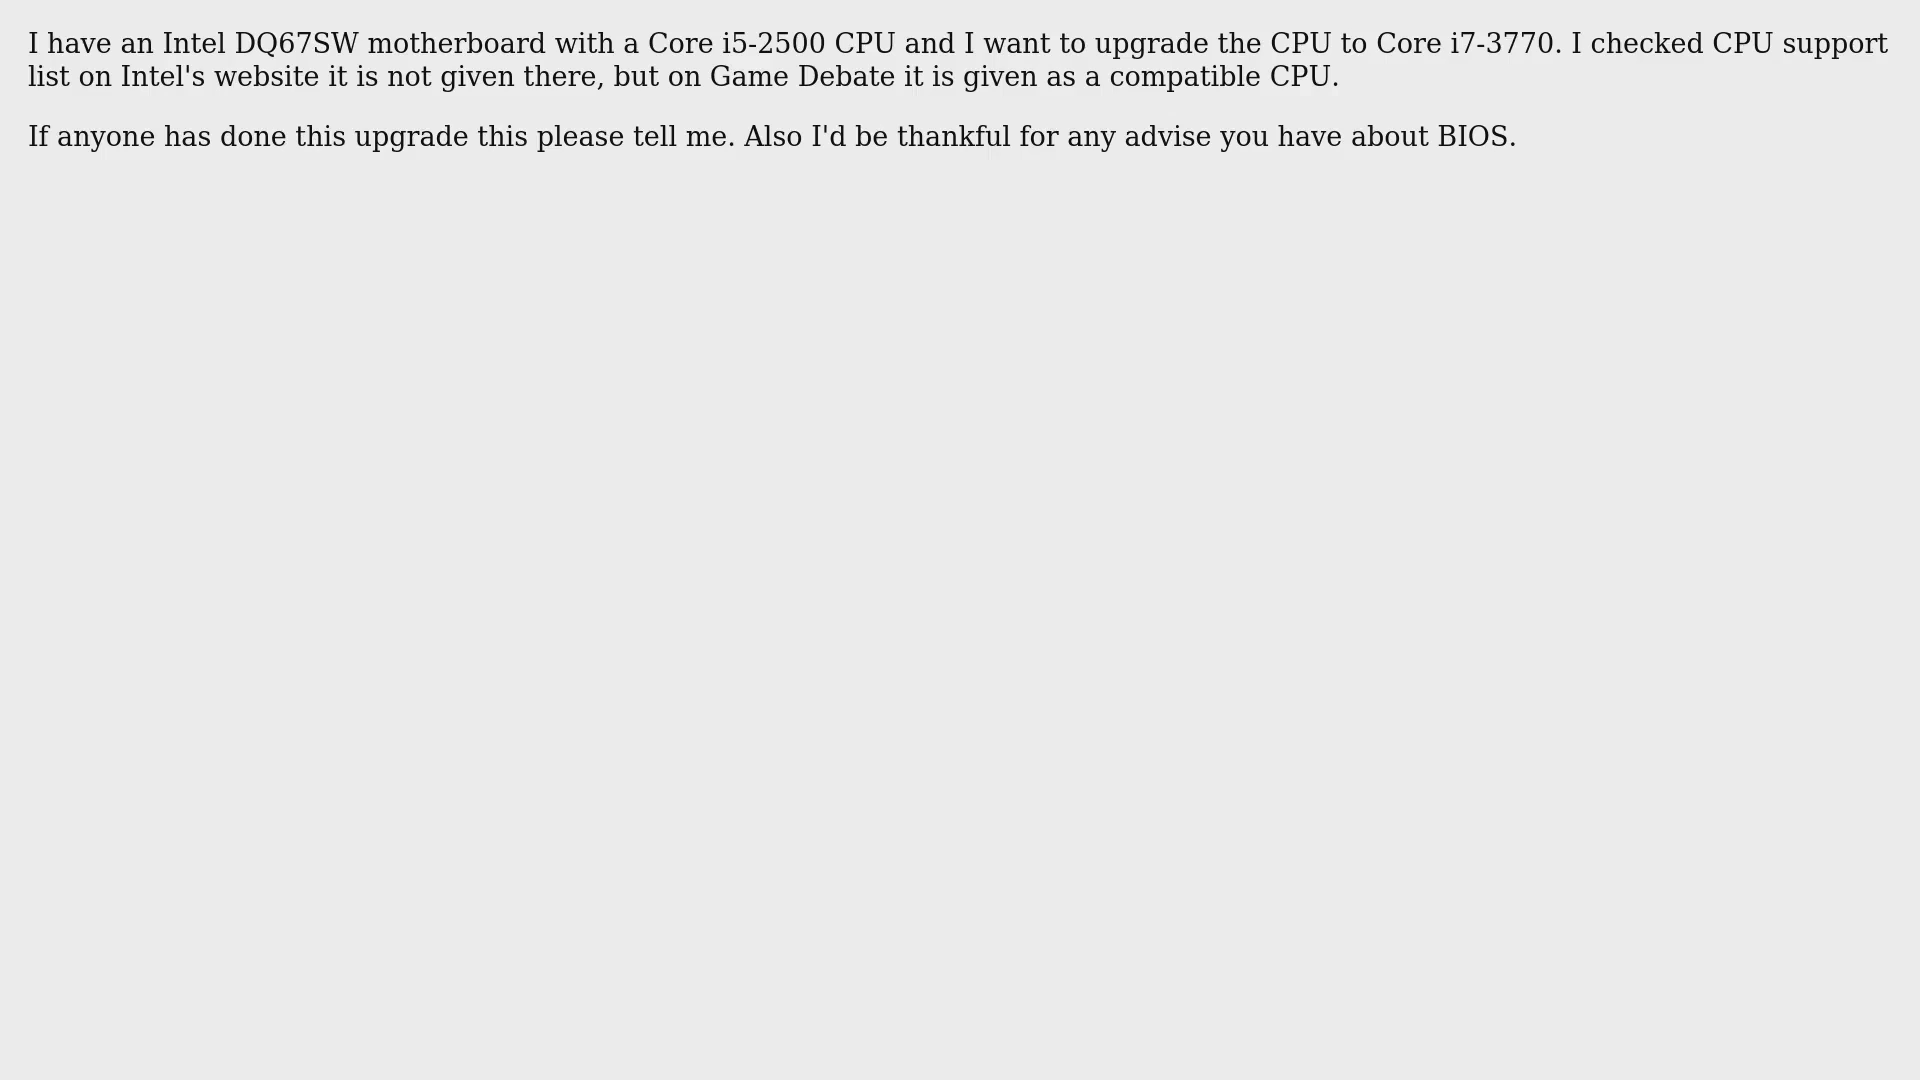 I have an Intel DQ67SW motherboard with a Core i5-2500 CPU and I want to upgrade the CPU to Core i7-3770. I checked CPU support
list on Intel's website it is not given there, but on Game Debate it is given as a compatible CPU.
If anyone has done this upgrade this please tell me. Also I'd be thankful for any advise you have about BIOS.